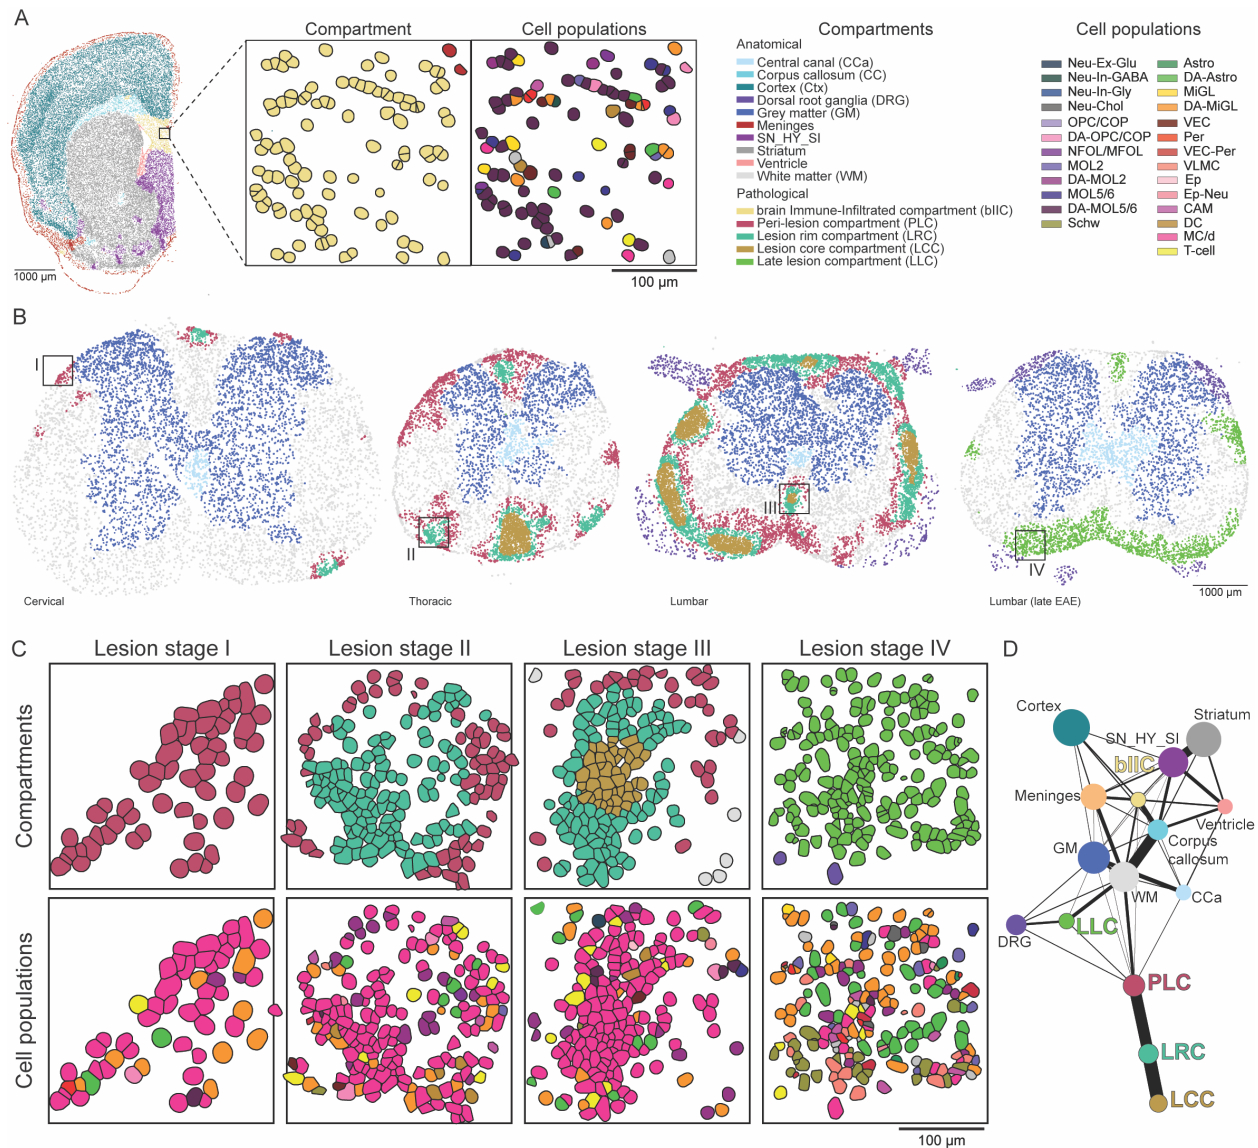 A
Compartment
Cell populations
1000 µm
100 µm
Compartments
Anatomical
Central canal (CCa)
Corpus callosum (CC)
Cortex (Ctx)
Dorsal root ganglia (DRG)
Grey matter (GM)
Meninges
SN_HY_SI
Striatum
Ventricle
White matter (WM)
Pathological
brain Immune-Infiltrated compartment (bIIC)
Peri-lesion compartment (PLC)
Lesion rim compartment (LRC)
Lesion core compartment (LCC)
Late lesion compartment (LLC)
Cell populations
Neu-Ex-Glu
Neu-In-GABA
Neu-In-Gly
Neu-Chol
OPC/COP
DA-OPC/COP
NFOL/MFOL
MOL2
DA-MOL2
MOL5/6
DA-MOL5/6
Schw
Astro
DA-Astro
MiGL
DA-MiGL
VEC
Per
VEC-Per
VLMC
Ep
Ep-Neu
CAM
DC
MC/d
T-cell
B
I
II
III
IV
Cervical
Thoracic
Lumbar
Lumbar (late EAE)
1000 µm
C
Lesion stage I
Lesion stage II
Lesion stage III
Lesion stage IV
Compartments
Cell populations
100 µm
D
Cortex
Striatum
SN_HY_SI
bIIC
Meninges
Ventricle
Corpus
callosum
GM
WM
CCa
DRG
LLC
PLC
LRC
LCC